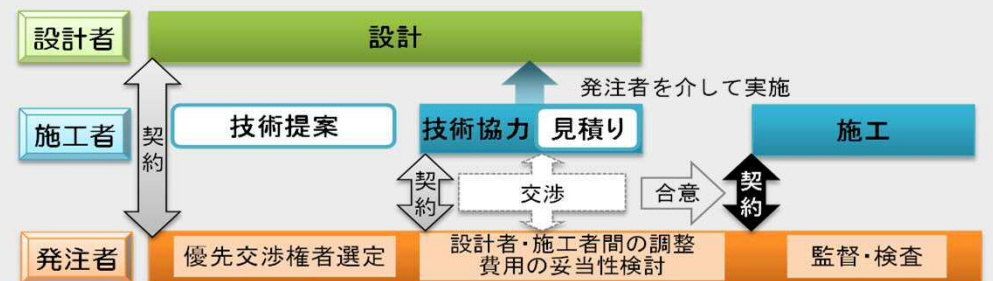 設計者
設計
発注者を介して実施
施工者
契約
技術提案
技術協力
見積り
施工
契約
交渉
合意
契約
発注者
優先交渉権者選定
設計者・施工者間の調整
費用の妥当性検討
監督・検査